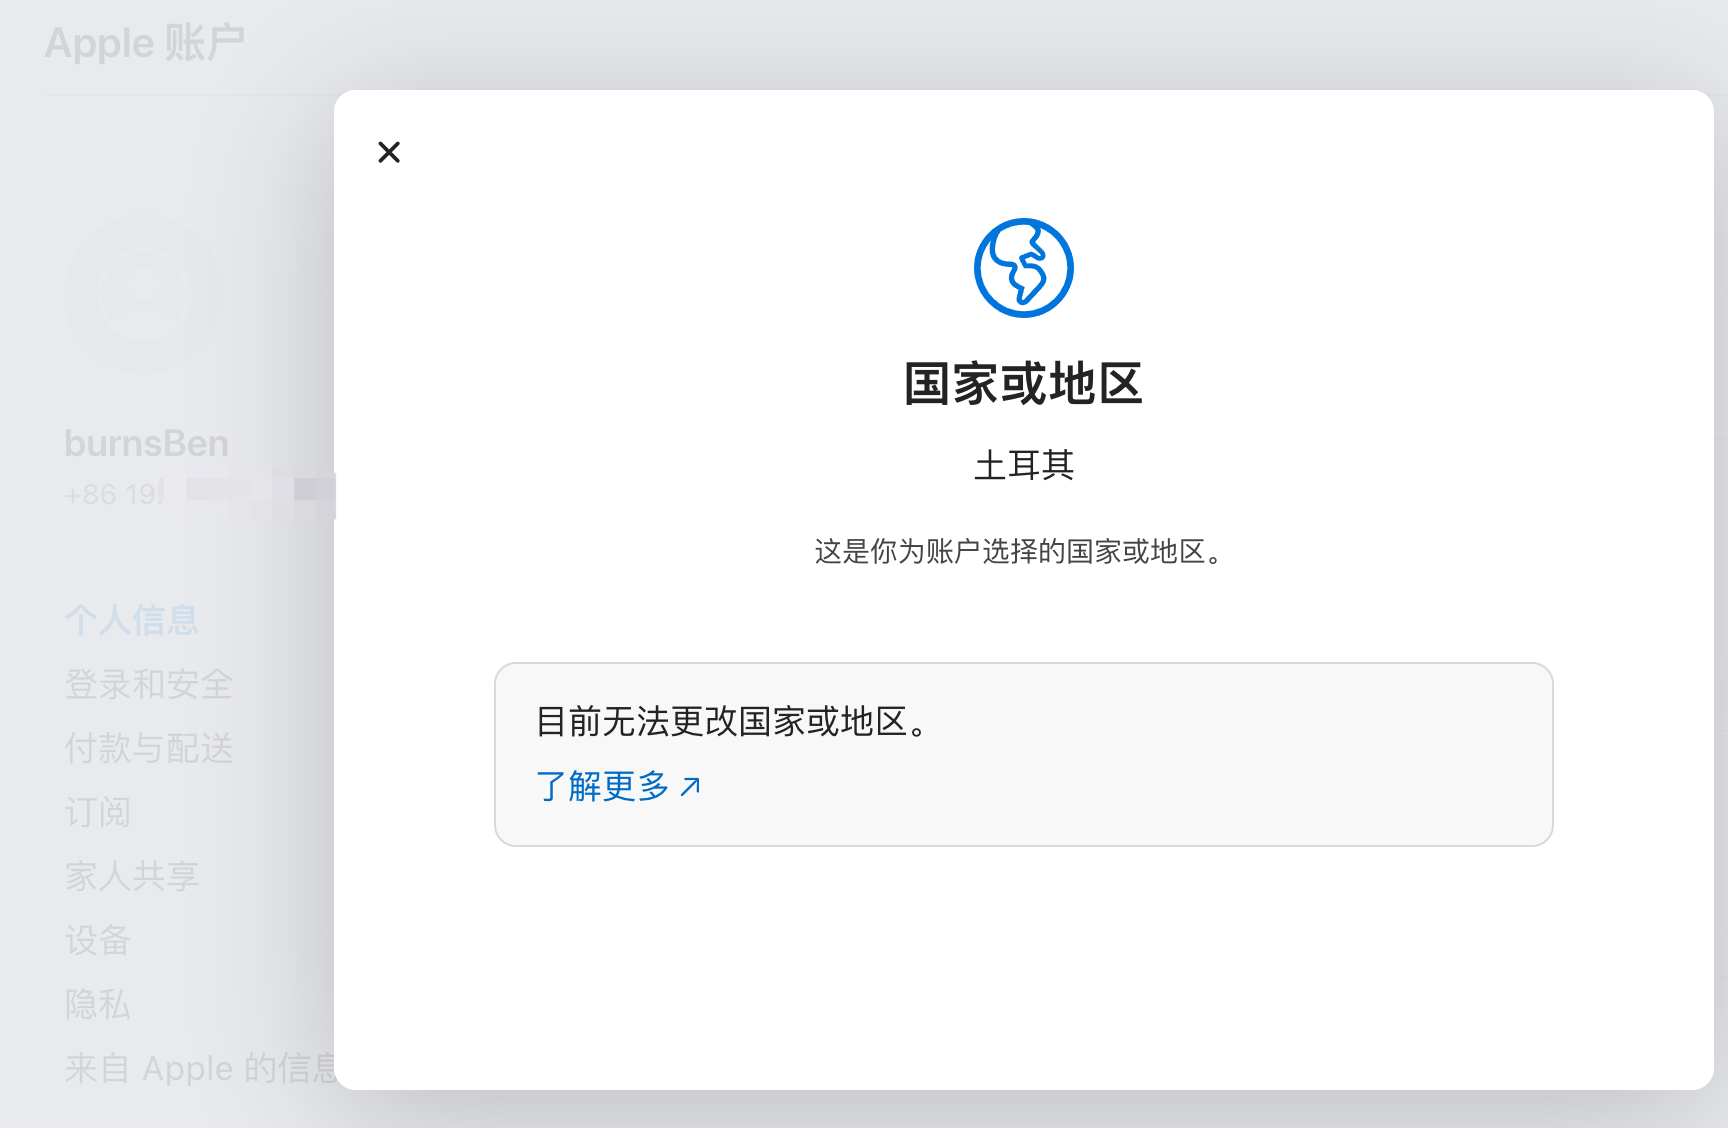 Apple 账户
国家或地区
土耳其
这是你为账户选择的国家或地区。
目前无法更改国家或地区。
了解更多 ↗
burnsBen
+86 19
个人信息
登录和安全
付款与配送
订阅
家人共享
设备
隐私
来自 Apple 的信息